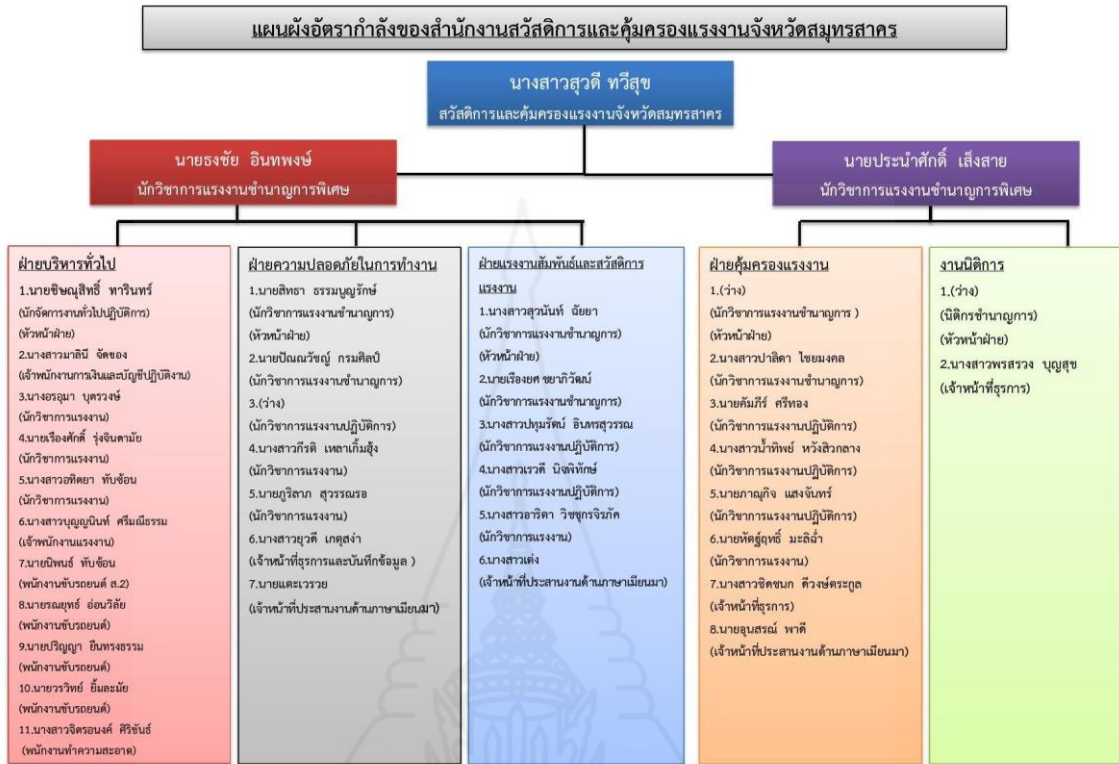 แผนผังอัตรากำลังของสำนักงานสวัสดิการและคุ้มครองแรงงานจังหวัดสมุทรสาคร
นางสาวสุวดี ทวีสุข
สวัสดิการและคุ้มครองแรงงานจังหวัดสมุทรสาคร
นายธงชัย อินทพงษ์
นักวิชาการแรงงานชำนาญการพิเศษ
นายประนำศักดิ์ เส็งสาย
นักวิชาการแรงงานชำนาญการพิเศษ
ฝ่ายบริหารทั่วไป
1.นายชิษณุสิทธิ์ ทารินทร์
(นักจัดการงานทั่วไปปฏิบัติการ)
(หัวหน้าฝ่าย)
2.นางสาวมาลินี จัดของ
(เจ้าพนักงานการเงินและบัญชีปฏิบัติงาน)
3.นางอรอุมา บุตรวงษ์
(นักวิชาการแรงงาน)
4.นายเรืองศักดิ์ รุ่งจินดามัย
(นักวิชาการแรงงาน)
5.นางสาวอทิตยา ทับซ้อน
(นักวิชาการแรงงาน)
6.นางสาวบุญญนินท์ ศรีมณีธรรม
(เจ้าพนักงานแรงงาน)
7.นายนิพนธ์ ทับซ้อน
(พนักงานขับรถยนต์ ส.2)
8.นายรณยุทธ์ อ่อนวิลัย
(พนักงานขับรถยนต์)
9.นายปริญญา อินทรงธรรม
(พนักงานขับรถยนต์)
10.นายวรวิทย์ ยิ้มละมัย
(พนักงานขับรถยนต์)
11.นางสาวจิตรอนงค์ ศิริขันธ์
(พนักงานทำความสะอาด)
ฝ่ายความปลอดภัยในการทำงาน
1.นายสิทธา ธรรมนูญรักษ์
(นักวิชาการแรงงานชำนาญการ)
(หัวหน้าฝ่าย)
2.นายปัณณวัชญ์ กรมศิลป์
(นักวิชาการแรงงานชำนาญการ)
3.(ว่าง)
(นักวิชาการแรงงานปฏิบัติการ)
4.นางสาวกีรติ เหลาเกิ้มฮุ้ง
(นักวิชาการแรงงาน)
5.นายภูริลาภ สุวรรณรอ
(นักวิชาการแรงงาน)
6.นางสาวยุวดี เกตุสง่า
(เจ้าหน้าที่ธุรการและบันทึกข้อมูล )
7.นายแตะเวรวย
(เจ้าหน้าที่ประสานงานด้านภาษาเมียนมา)
ฝ่ายแรงงานสัมพันธ์และสวัสดิการ
แรงงาน
1.นางสาวสุวนันท์ ฉัยยา
(นักวิชาการแรงงานชำนาญการ)
(หัวหน้าฝ่าย)
2.นายเรืองยศ ชยาภิวัฒน์
(นักวิชาการแรงงานชำนาญการ)
3.นางสาวปทุมรัตน์ อินทรสุวรรณ
(นักวิชาการแรงงานปฏิบัติการ)
4.นางสาวเรวดี นิจพิทักษ์
(นักวิชาการแรงงานปฏิบัติการ)
5.นางสาวอาริตา วิชชุกรจิรภัค
(นักวิชาการแรงงาน)
6.นางสาวเต่ง
(เจ้าหน้าที่ประสานงานด้านภาษาเมียนมา)
ฝ่ายคุ้มครองแรงงาน
1.(ว่าง)
(นักวิชาการแรงงานชำนาญการ )
(หัวหน้าฝ่าย)
2.นางสาวปาลิตา ไชยมงคล
(นักวิชาการแรงงานชำนาญการ)
3.นายคัมภีร์ ศรีทอง
(นักวิชาการแรงงานปฏิบัติการ)
4.นางสาวน้ำทิพย์ หวังสิวกลาง
(นักวิชาการแรงงานปฏิบัติการ)
5.นายภาณุกิจ แสงจันทร์
(นักวิชาการแรงงานปฏิบัติการ)
6.นายหัตฐ์ฤทธิ์ มะลิฉ่ำ
(นักวิชาการแรงงาน)
7.นางสาวชิดชนก ดีวงษ์ตระกูล
(เจ้าหน้าที่ธุรการ)
8.นายอุนสรณ์ พาดี
(เจ้าหน้าที่ประสานงานด้านภาษาเมียนมา)
งานนิติการ
1.(ว่าง)
(นิติกรชำนาญการ)
(หัวหน้าฝ่าย)
2.นางสาวพรสรวง บุญสุข
(เจ้าหน้าที่ธุรการ)